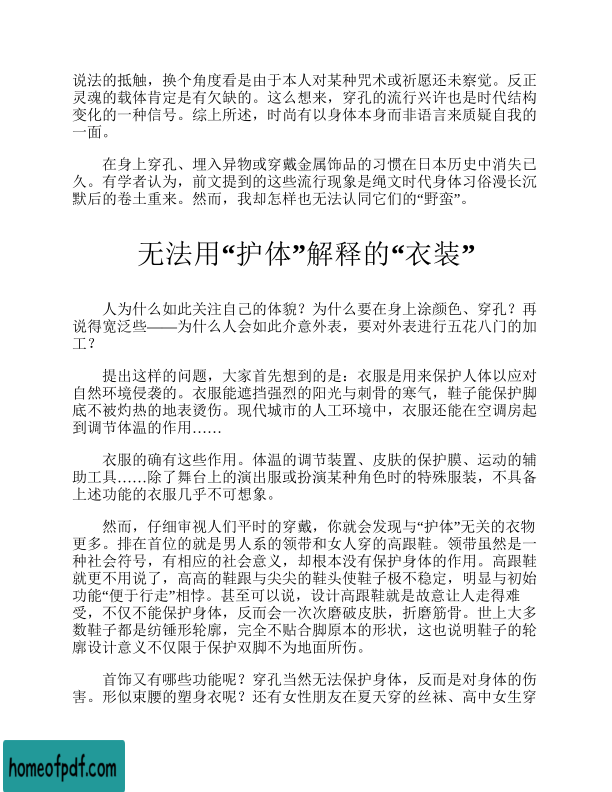 说法的抵触，换个角度看是由于本人对某种咒术或祈愿还未察觉。反正
灵魂的载体肯定是有欠缺的。这么想来，穿孔的流行兴许也是时代结构
变化的一种信号。综上所述，时尚有以身体本身而非语言来质疑自我的
一面。
在身上穿孔、埋入异物或穿戴金属饰品的习惯在日本历史中消失已
久。有学者认为，前文提到的这些流行现象是绳文时代身体习俗漫长沉
默后的卷土重来。然而，我却怎样也无法认同它们的“野蛮”。
无法用“护体”解释的“衣装”
人为什么如此关注自己的体貌？为什么要在身上涂颜色、穿孔？再
说得宽泛些——为什么人会如此介意外表，要对外表进行五花八门的加
工？
提出这样的问题，大家首先想到的是：衣服是用来保护人体以应对
自然环境侵袭的。衣服能遮挡强烈的阳光与刺骨的寒气，鞋子能保护脚
底不被灼热的地表烫伤。现代城市的人工环境中，衣服还能在空调房起
到调节体温的作用……
衣服的确有这些作用。体温的调节装置、皮肤的保护膜、运动的辅
助工具……除了舞台上的演出服或扮演某种角色时的特殊服装，不具备
上述功能的衣服几乎不可想象。
然而，仔细审视人们平时的穿戴，你就会发现与“护体”无关的衣物
更多。排在首位的就是男人系的领带和女人穿的高跟鞋。领带虽然是一
种社会符号，有相应的社会意义，却根本没有保护身体的作用。高跟鞋
就更不用说了，高高的鞋跟与尖尖的鞋头使鞋子极不稳定，明显与初始
功能“便于行走”相悖。甚至可以说，设计高跟鞋就是故意让人走得难
受，不仅不能保护身体，反而会一次次磨破皮肤，折磨筋骨。世上大多
数鞋子都是纺锤形轮廓，完全不贴合脚原本的形状，这也说明鞋子的轮
廓设计意义不仅限于保护双脚不为地面所伤。
首饰又有哪些功能呢？穿孔当然无法保护身体，反而是对身体的伤
害。形似束腰的塑身衣呢？还有女性朋友在夏天穿的丝袜、高中女生穿
homeofpdf.com